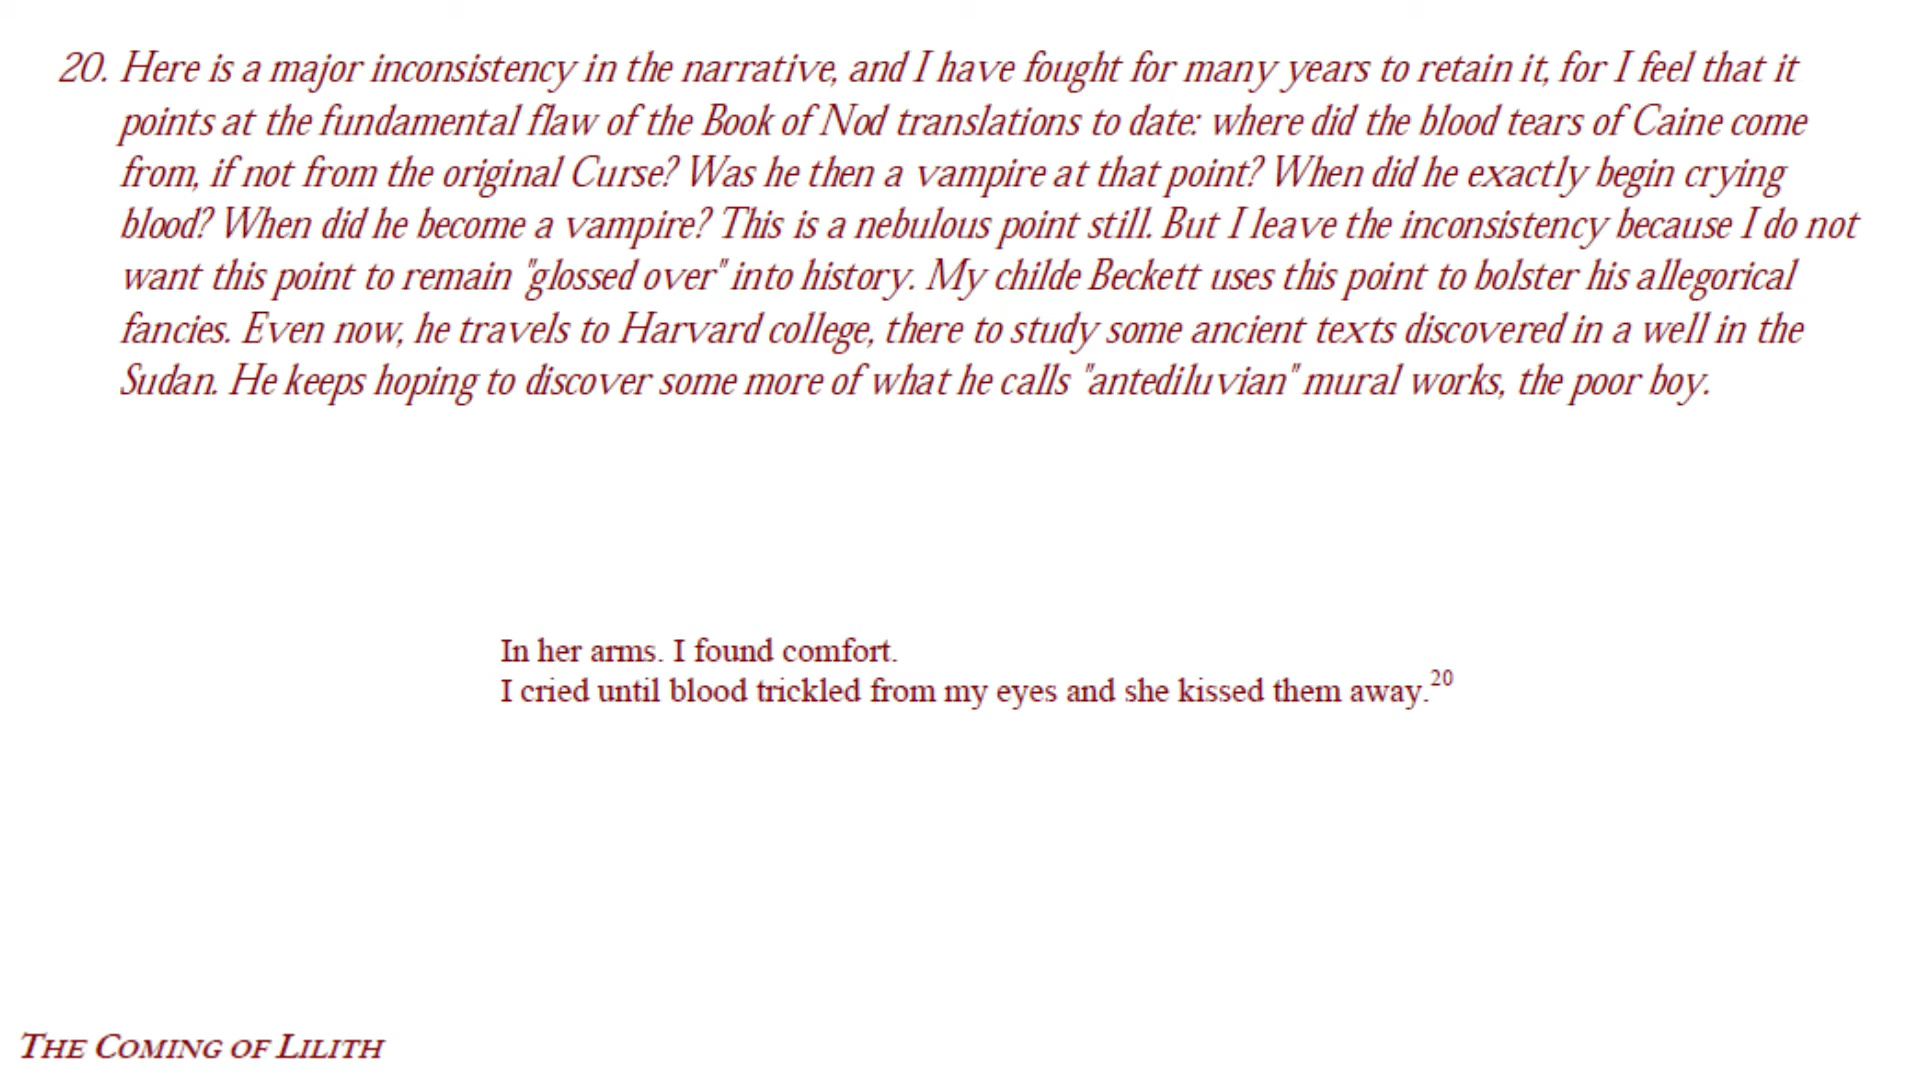 20. Here is a major inconsistency in the narrative, and I have fought for many years to retain it, for I feel that it
points at the fundamental flaw of the Book of Nod translations to date: where did the blood tears of Caine come
from, if not from the original Curse? Was he then a vampire at that point? When did he exactly begin crying
blood? When did he become a vampire? This is a nebulous point still. But I leave the inconsistency because I do not
want this point to remain "glossed over" into history. My childe Beckett uses this point to bolster his allegorical
fancies. Even now, he travels to Harvard college, there to study some ancient texts discovered in a well in the
Sudan. He keeps hoping to discover some more of what he calls "antediluvian" mural works, the poor boy.
In her arms. I found comfort.
I cried until blood trickled from my eyes and she kissed them away.20
THE COMING OF LILITH